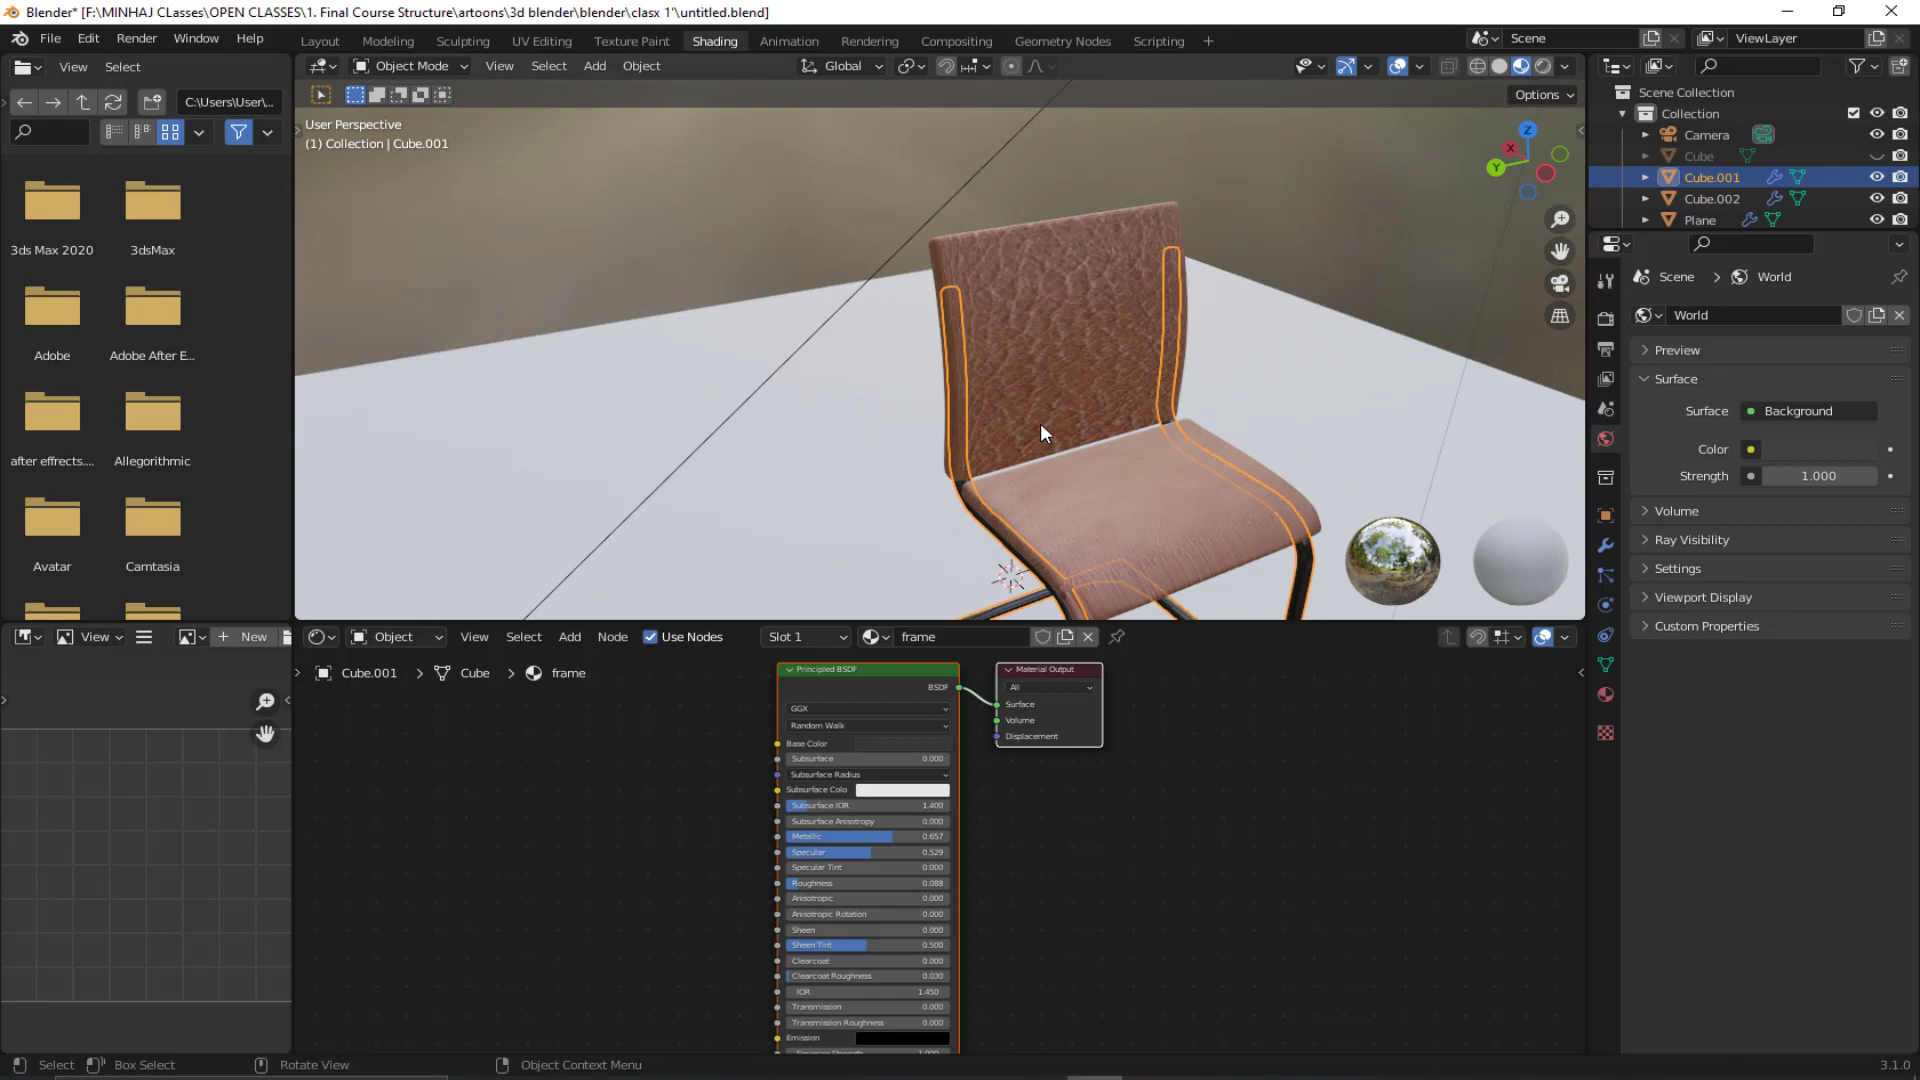 Blender* [F:\MINHAJ CLasses\OPEN CLASSES\1. Final Course Structure\artoons\3d blender\blender\clasx 1"\untitled.blend]
File Edit Render Window Help
Layout Modeling Sculpting UV Editing Texture Paint Shading Animation Rendering Compositing Geometry Nodes Scripting +
Scene
ViewLayer
View Select
Object Mode View Select Add Object
Global
C:\Users\User\...
Options
User Perspective
(1) Collection | Cube.001
Z
X
Y
Scene Collection
Collection
Camera
Cube
Cube.001
Cube.002
Plane
3ds Max 2020
3dsMax
Adobe
Adobe After E...
after effects....
Allegorithmic
Avatar
Camtasia
Scene > World
World
Preview
Surface
Surface Background
Color
Strength 1.000
Volume
Ray Visibility
Settings
Viewport Display
Custom Properties
View
New
Object View Select Add Node Use Nodes
Slot 1
frame
Cube.001 > Cube > frame
Principled BSDF
BSDF
GGX
Random Walk
Base Color
Subsurface 0.000
Subsurface Radius
Subsurface Colo
Subsurface IOR 1.400
Subsurface Anisotropy 0.000
Metallic 0.657
Specular 0.529
Specular Tint 0.000
Roughness 0.088
Anisotropic 0.000
Anisotropic Rotation 0.000
Sheen 0.000
Sheen Tint 0.500
Clearcoat 0.000
Clearcoat Roughness 0.030
IOR 1.450
Transmission 0.000
Transmission Roughness 0.000
Emission
Material Output
All
Surface
Volume
Displacement
Select Box Select Rotate View Object Context Menu
3.1.0